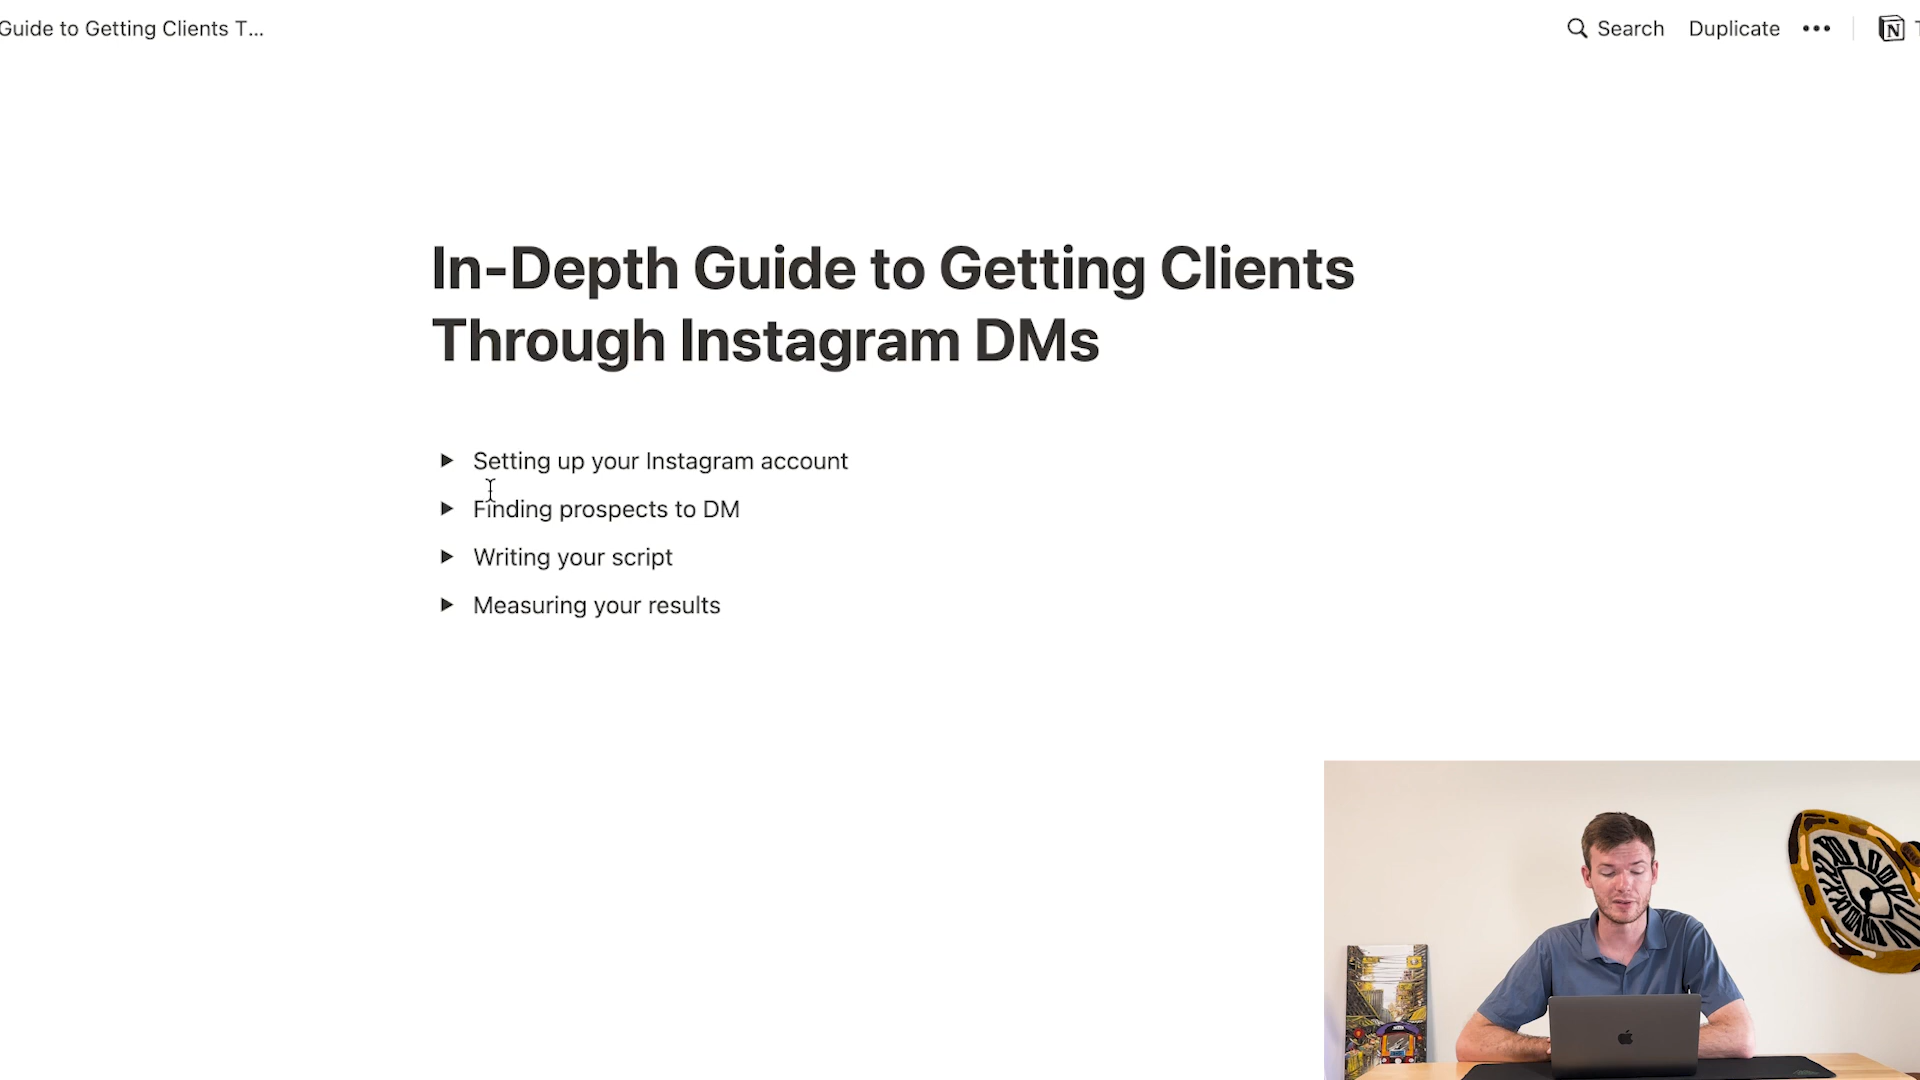 Guide to Getting Clients T...
Search Duplicate
In-Depth Guide to Getting Clients
Through Instagram DMs
Setting up your Instagram account
Finding prospects to DM
Writing your script
Measuring your results